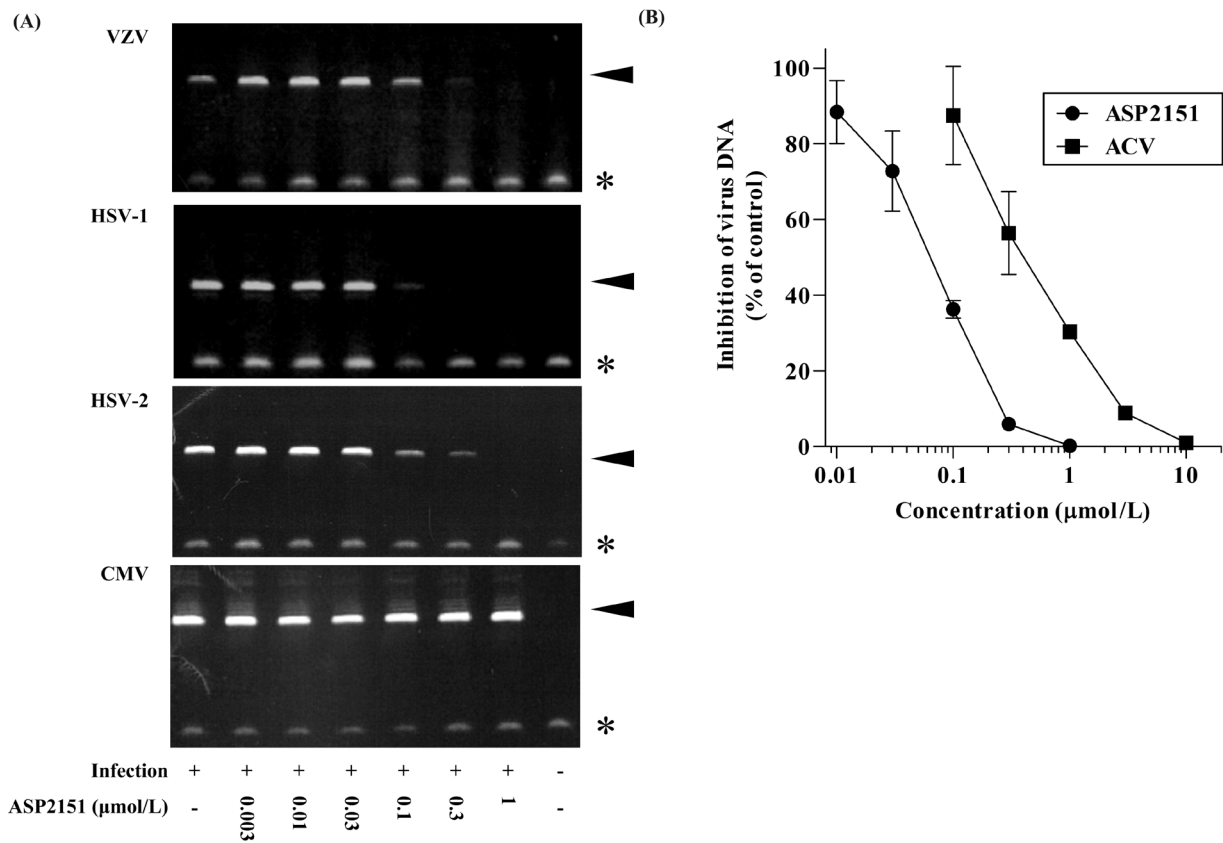 (A)
VZV
*
HSV-1
*
HSV-2
*
CMV
*
Infection + + + + + + + -
ASP2151 (μmol/L) - 0.003 0.01 0.03 0.1 0.3 1 -
(B)
Inhibition of virus DNA
(% of control)
100
80
60
40
20
0
0.01 0.1 1 10
Concentration (μmol/L)
ASP2151
ACV